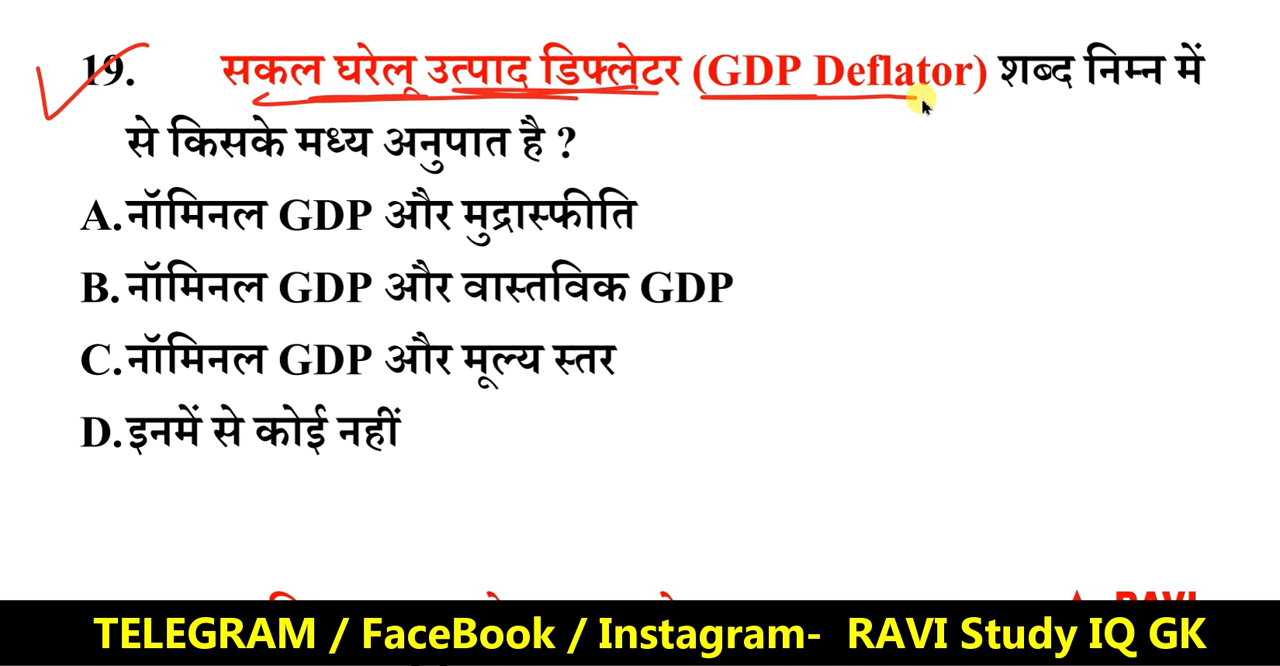 19. सकल घरेलू उत्पाद डिफ्लेटर (GDP Deflator) शब्द निम्न में
से किसके मध्य अनुपात है ?
A. नॉमिनल GDP और मुद्रास्फीति
B. नॉमिनल GDP और वास्तविक GDP
C. नॉमिनल GDP और मूल्य स्तर
D. इनमें से कोई नहीं
RAVI
TELEGRAM / FaceBook / Instagram- RAVI Study IQ GK